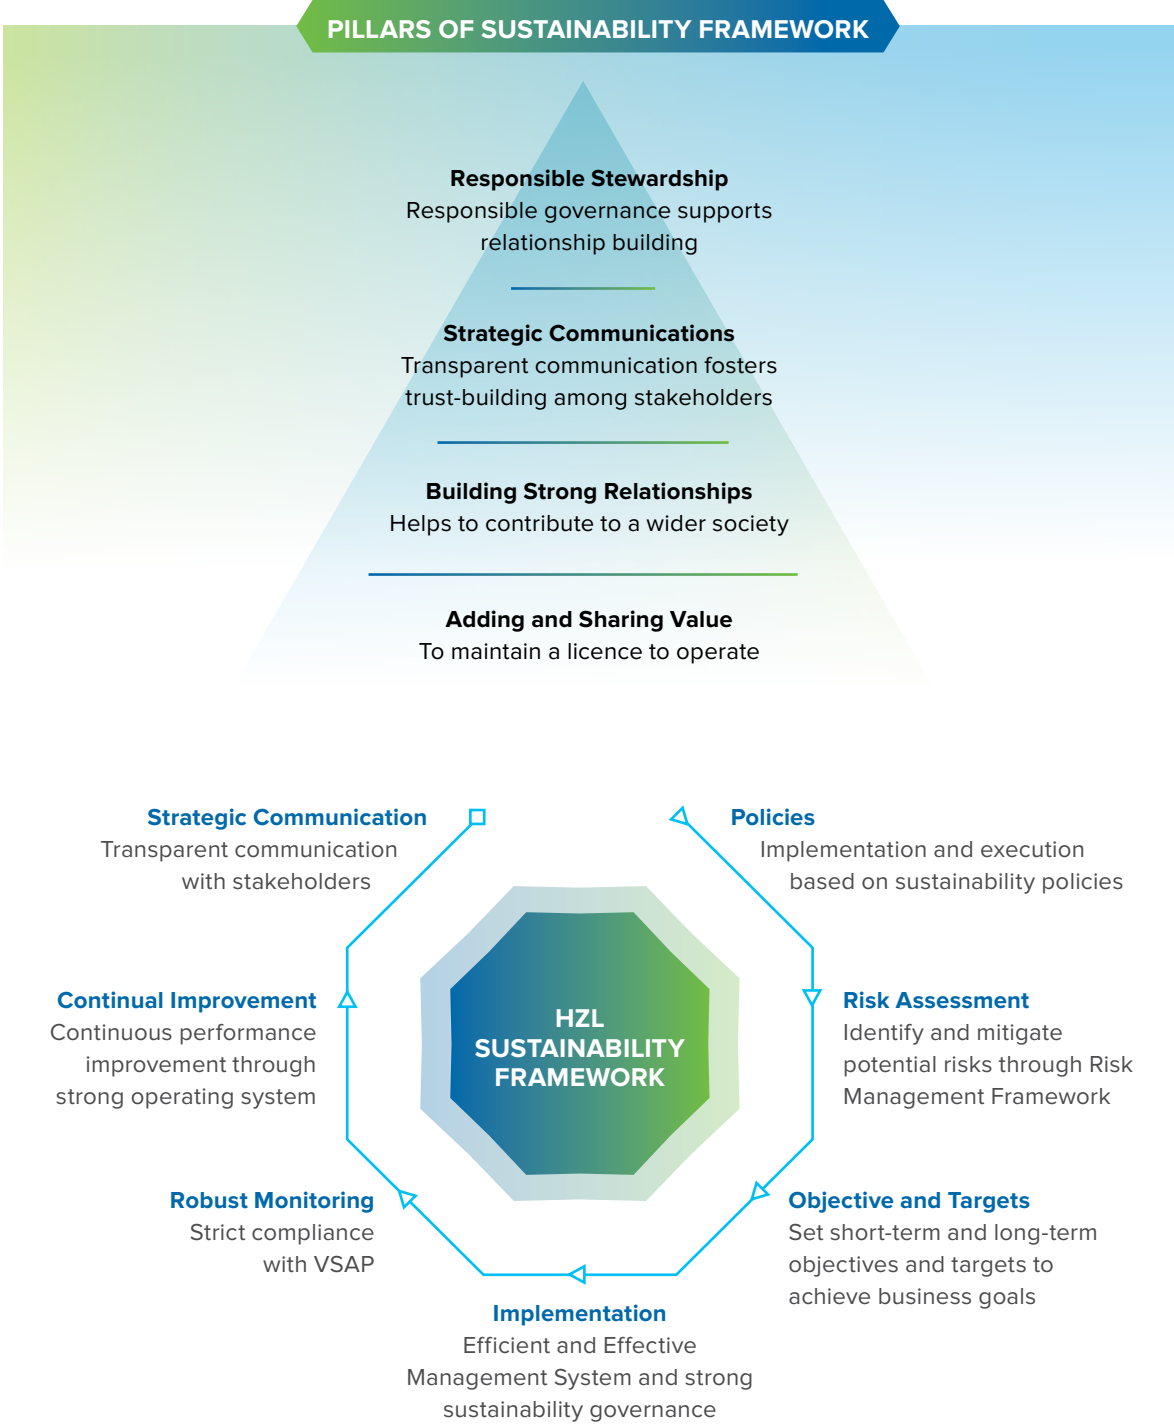 PILLARS OF SUSTAINABILITY FRAMEWORK
Responsible Stewardship
Responsible governance supports
relationship building
Strategic Communications
Transparent communication fosters
trust-building among stakeholders
Building Strong Relationships
Helps to contribute to a wider society
Adding and Sharing Value
To maintain a licence to operate
Strategic Communication
Transparent communication
with stakeholders
Policies
Implementation and execution
based on sustainability policies
Continual Improvement
Continuous performance
improvement through
strong operating system
HZL
SUSTAINABILITY
FRAMEWORK
Risk Assessment
Identify and mitigate
potential risks through Risk
Management Framework
Robust Monitoring
Strict compliance
with VSAP
Objective and Targets
Set short-term and long-term
objectives and targets to
achieve business goals
Implementation
Efficient and Effective
Management System and strong
sustainability governance